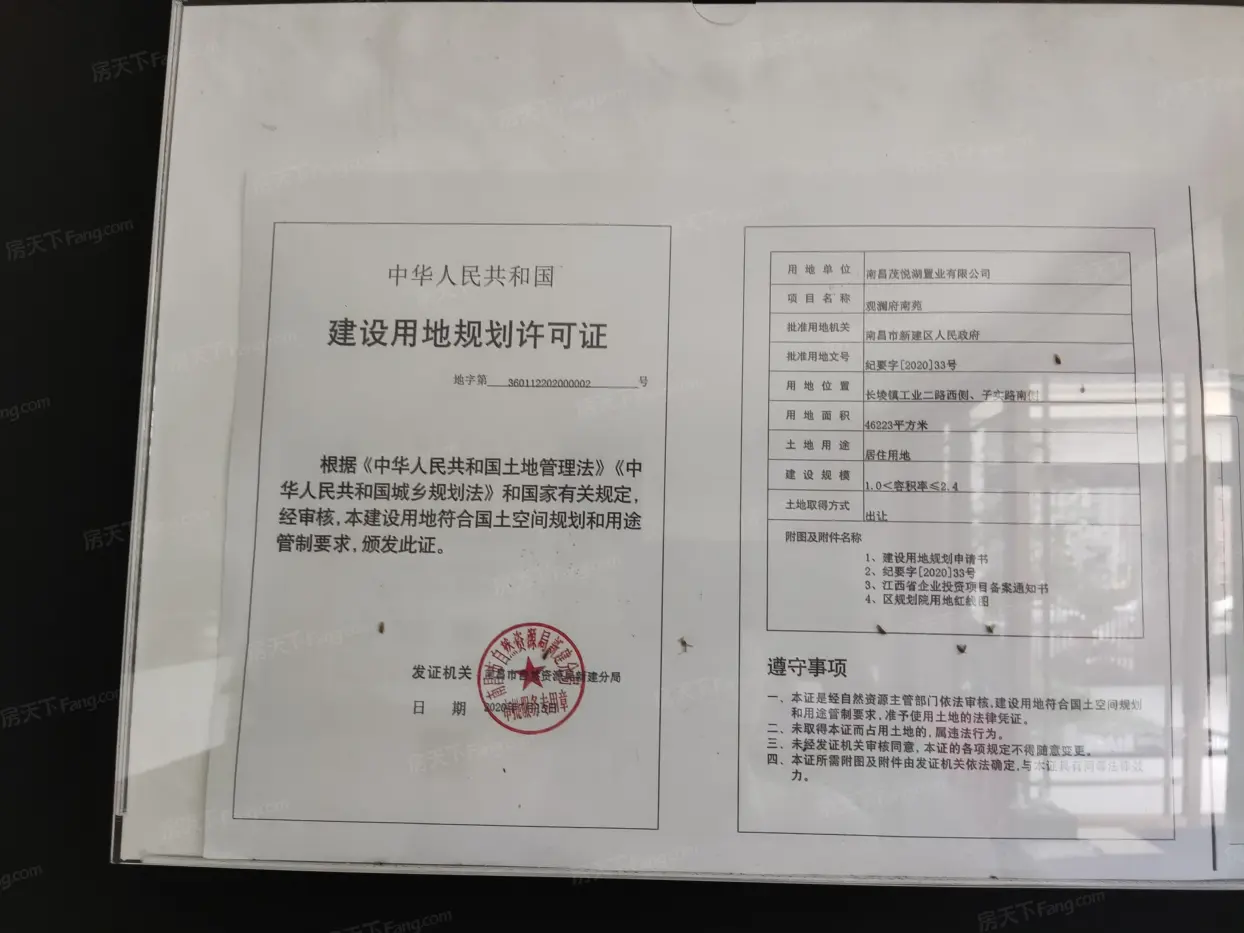 中华人民共和国
建设用地规划许可证
地字第 360112202000002 号
根据《中华人民共和国土地管理法》《中
华人民共和国城乡规划法》和国家有关规定,
经审核,本建设用地符合国土空间规划和用途
管制要求,颁发此证。
发证机关 南昌市自然资源局新建分局
日 期
用地单位 南昌茂悦湖置业有限公司
项目名称 观澜府南苑
批准用地机关 南昌市新建区人民政府
批准用地文号 纪要字[2020]33号
用地位置 长堎镇工业二路西侧、子实路南侧
用地面积 46223平方米
土地用途 居住用地
建设规模 1.0<容积率≤2.4
土地取得方式 出让
附图及附件名称
1、建设用地规划申请书
2、纪要字[2020]33号
3、江西省企业投资项目备案通知书
4、区规划院用地红线图
遵守事项
一、本证是经自然资源主管部门依法审核,建设用地符合国土空间规划
和用途管制要求,准予使用土地的法律凭证。
二、未取得本证而占用土地的,属违法行为。
三、未经发证机关审核同意,本证的各项规定不得随意变更。
四、本证所需附图及附件由发证机关依法确定,与本证具有同等法律效
力。
房天下Fang.com